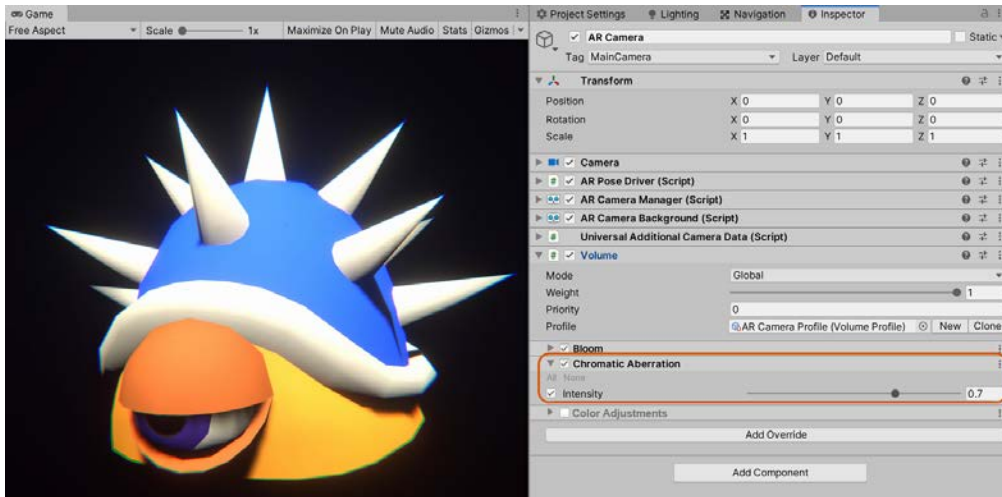 Game
Free Aspect Scale 1x Maximize On Play Mute Audio Stats Gizmos
Project Settings Lighting Navigation Inspector
AR Camera Static
Tag MainCamera Layer Default
Transform
Position X 0 Y 0 Z 0
Rotation X 0 Y 0 Z 0
Scale X 1 Y 1 Z 1
Camera
AR Pose Driver (Script)
AR Camera Manager (Script)
AR Camera Background (Script)
Universal Additional Camera Data (Script)
Volume
Mode Global
Weight 1
Priority 0
Profile AR Camera Profile (Volume Profile) New Clone
Bloom
Chromatic Aberration
All None
Intensity 0.7
Color Adjustments
Add Override
Add Component